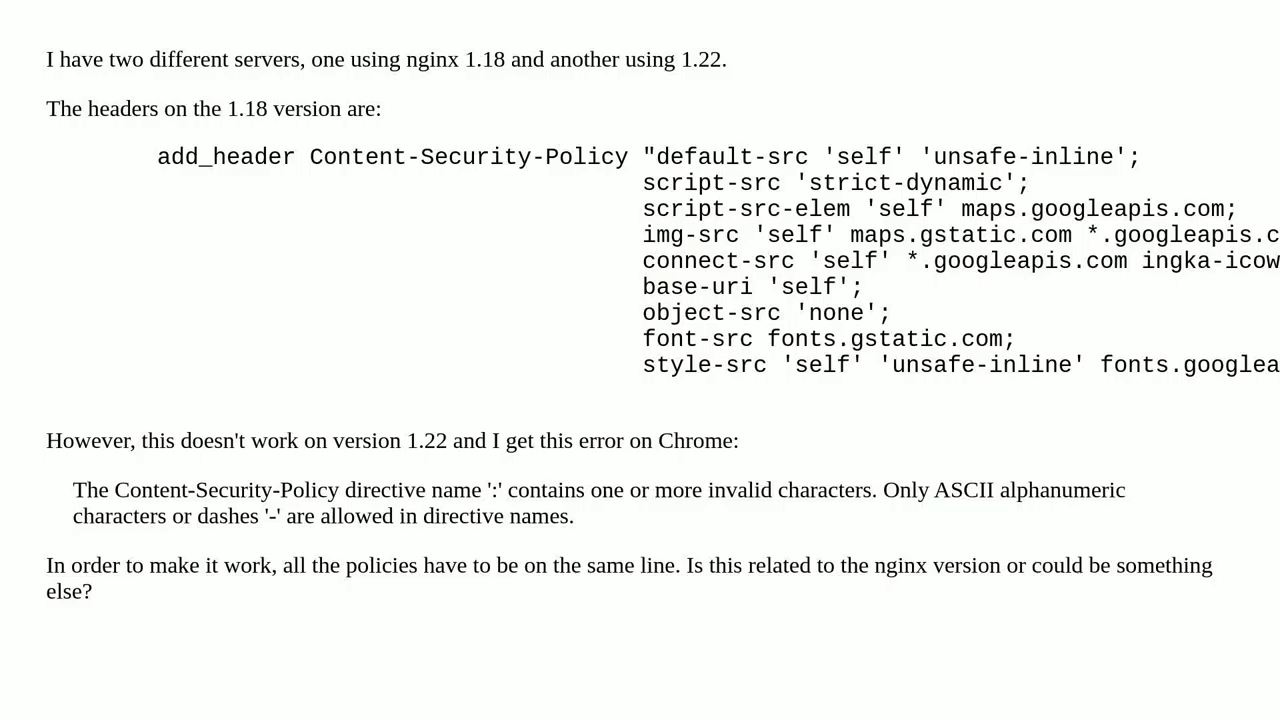 I have two different servers, one using nginx 1.18 and another using 1.22.
The headers on the 1.18 version are:
add_header Content-Security-Policy "default-src 'self' 'unsafe-inline';
script-src 'strict-dynamic';
script-src-elem 'self' maps.googleapis.com;
img-src 'self' maps.gstatic.com *.googleapis.c
connect-src 'self' *.googleapis.com ingka-icow
base-uri 'self';
object-src 'none';
font-src fonts.gstatic.com;
style-src 'self' 'unsafe-inline' fonts.googlea
However, this doesn't work on version 1.22 and I get this error on Chrome:
The Content-Security-Policy directive name ':' contains one or more invalid characters. Only ASCII alphanumeric
characters or dashes '-' are allowed in directive names.
In order to make it work, all the policies have to be on the same line. Is this related to the nginx version or could be something
else?